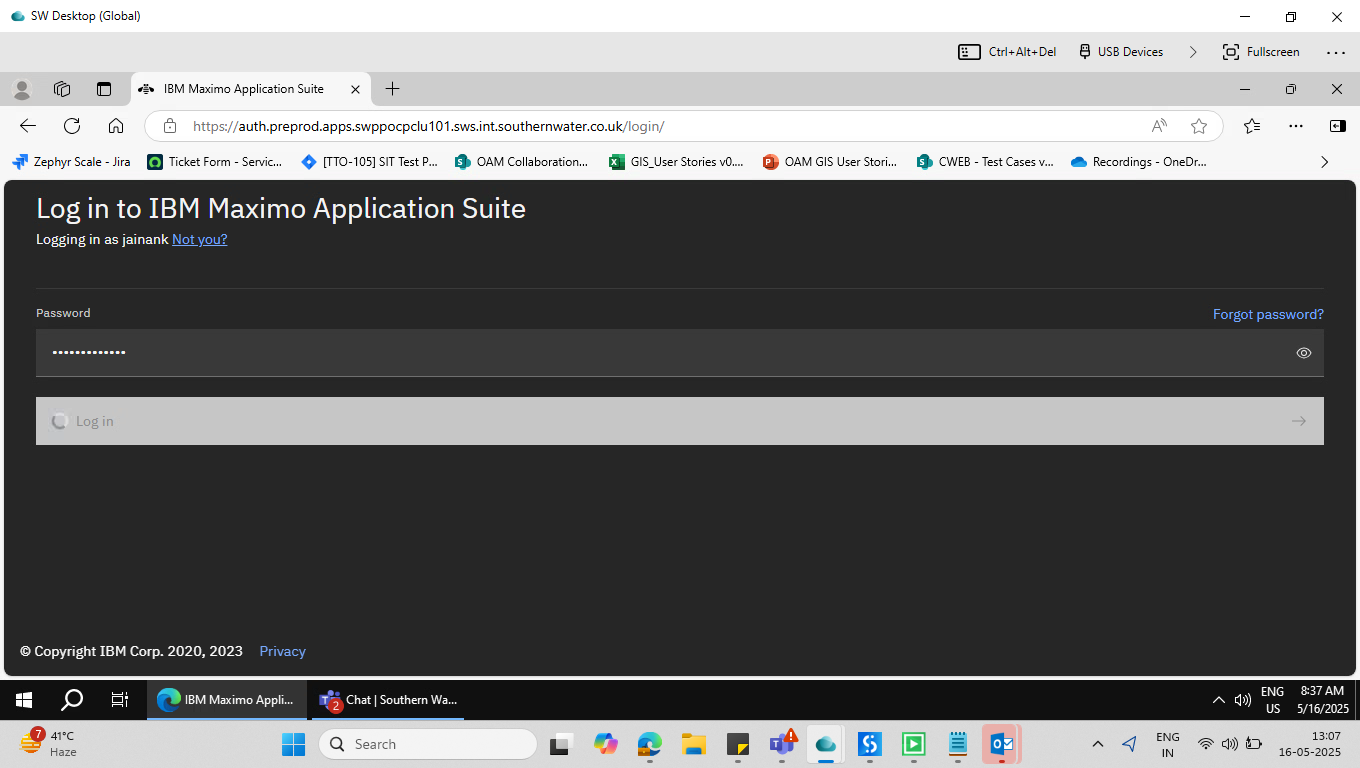 SW Desktop (Global)
Ctrl+Alt+Del
USB Devices
Fullscreen
IBM Maximo Application Suite
https://auth.preprod.apps.swppocpclu101.sws.int.southernwater.co.uk/login/
Zephyr Scale - Jira
Ticket Form - Servic...
[TTO-105] SIT Test P...
OAM Collaboration...
GIS_User Stories v0....
OAM GIS User Stori...
CWEB - Test Cases v...
Recordings - OneDr...
Log in to IBM Maximo Application Suite
Logging in as jainank Not you?
Password
Forgot password?
•••••••••••••
Log in
© Copyright IBM Corp. 2020, 2023 Privacy
IBM Maximo Appli...
2
Chat | Southern Wa...
ENG
US
8:37 AM
5/16/2025
7
41°C
Haze
Search
ENG
IN
13:07
16-05-2025